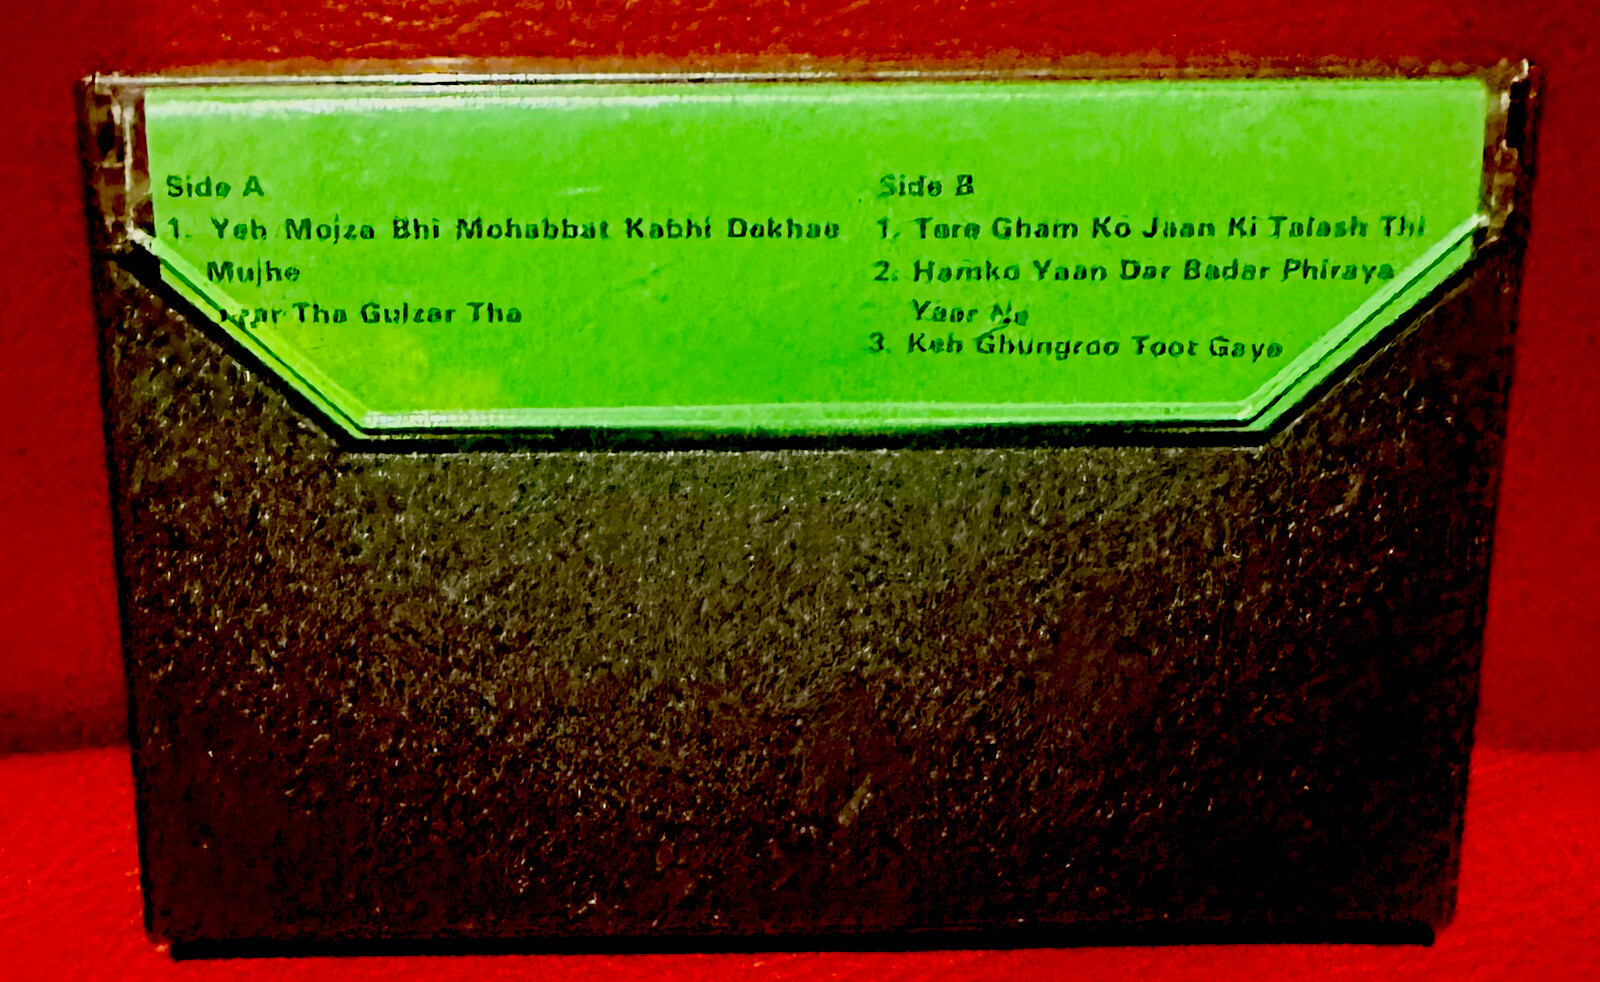 Side A
1. Yeh Mojza Bhi Mohabbat Kabhi Dekhae
Mujhe
Tha Gulzar Tha
Side B
1. Tere Gham Ko Jaan Ki Talash Thi
2. Hamko Yaan Dar Badar Phiraya
Yaar Ne
3. Keh Ghungroo Toot Gaye